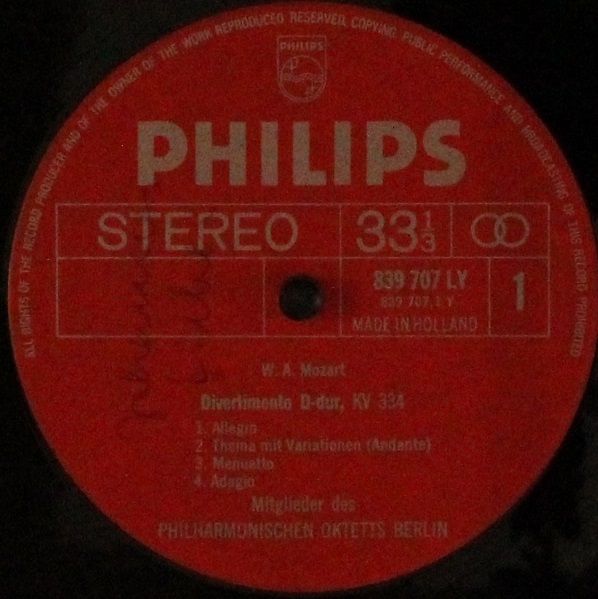 ALL RIGHTS OF THE RECORD PRODUCER AND OF THE OWNER OF THE WORK REPRODUCED RESERVED. COPYING, PUBLIC PERFORMANCE AND BROADCASTING OF THIS RECORD PROHIBITED
PHILIPS
PHILIPS
STEREO 33 1/3
839 707 LY 1
839 707.1 Y
MADE IN HOLLAND
W. A. Mozart
Divertimento D-dur, KV 334
1. Allegro
2. Thema mit Variationen (Andante)
3. Menuetto
4. Adagio
Mitglieder des
PHILHARMONISCHEN OKTETTS BERLIN